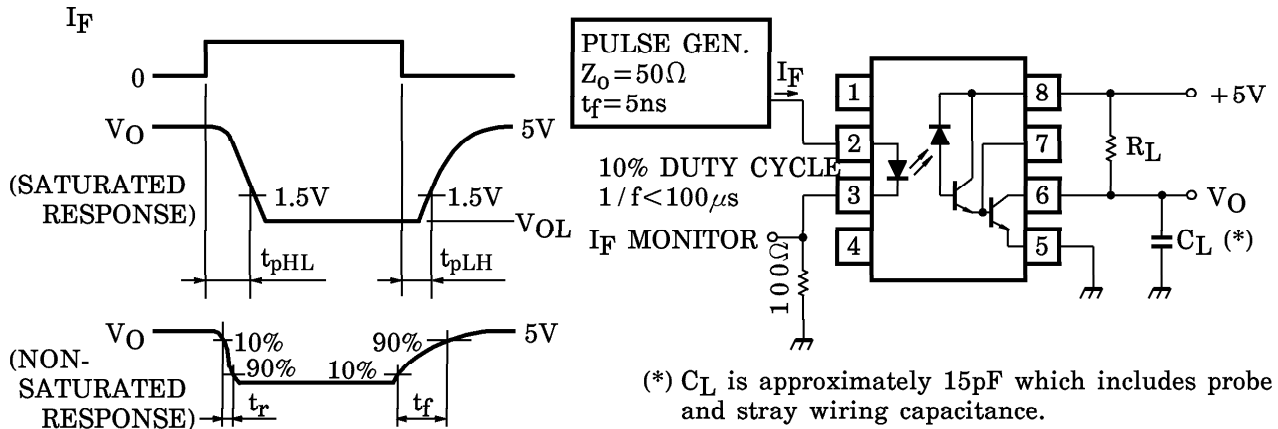 IF
0
VO
5V
(SATURATED
RESPONSE)
1.5V
1.5V
VOL
tpHL
tpLH
VO
5V
10%
90%
90%
10%
(NON-
SATURATED
RESPONSE)
tr
tf
PULSE GEN.
Zo=50Ω
tf=5ns
IF
10% DUTY CYCLE
1/f<100μs
IF MONITOR
100Ω
1
2
3
4
8
7
6
5
+5V
RL
VO
CL (*)
(*) CL is approximately 15pF which includes probe
and stray wiring capacitance.